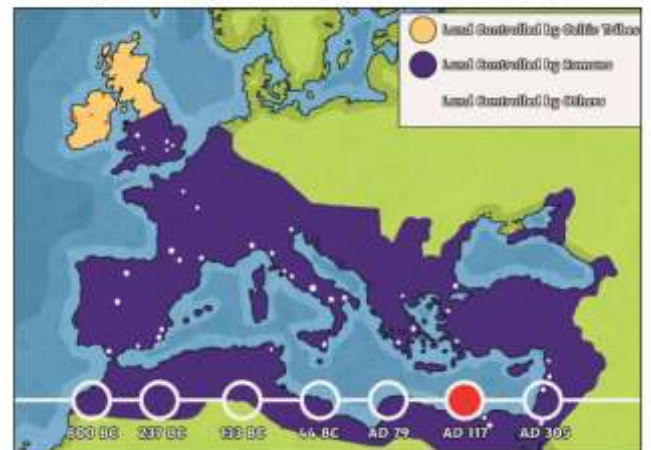 Land Controlled by Celtic Tribes
Land Controlled by Romans
Land Controlled by Others
800 BC 237 BC 133 BC 44 BC AD 79 AD 117 AD 305